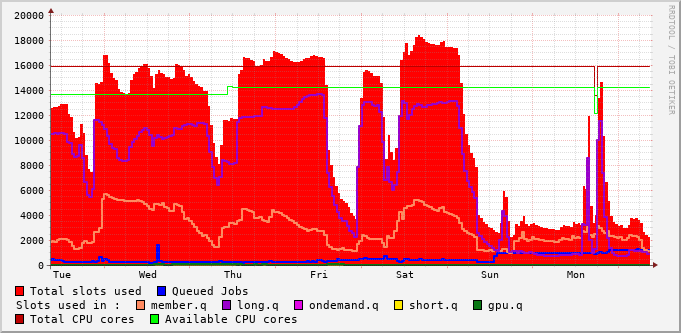 20000
18000
16000
14000
12000
10000
8000
6000
4000
2000
0
Tue Wed Thu Fri Sat Sun Mon
RRDTOOL / TOBI OETIKER
Total slots used Queued Jobs
Slots used in : member.q long.q ondemand.q short.q gpu.q
Total CPU cores Available CPU cores